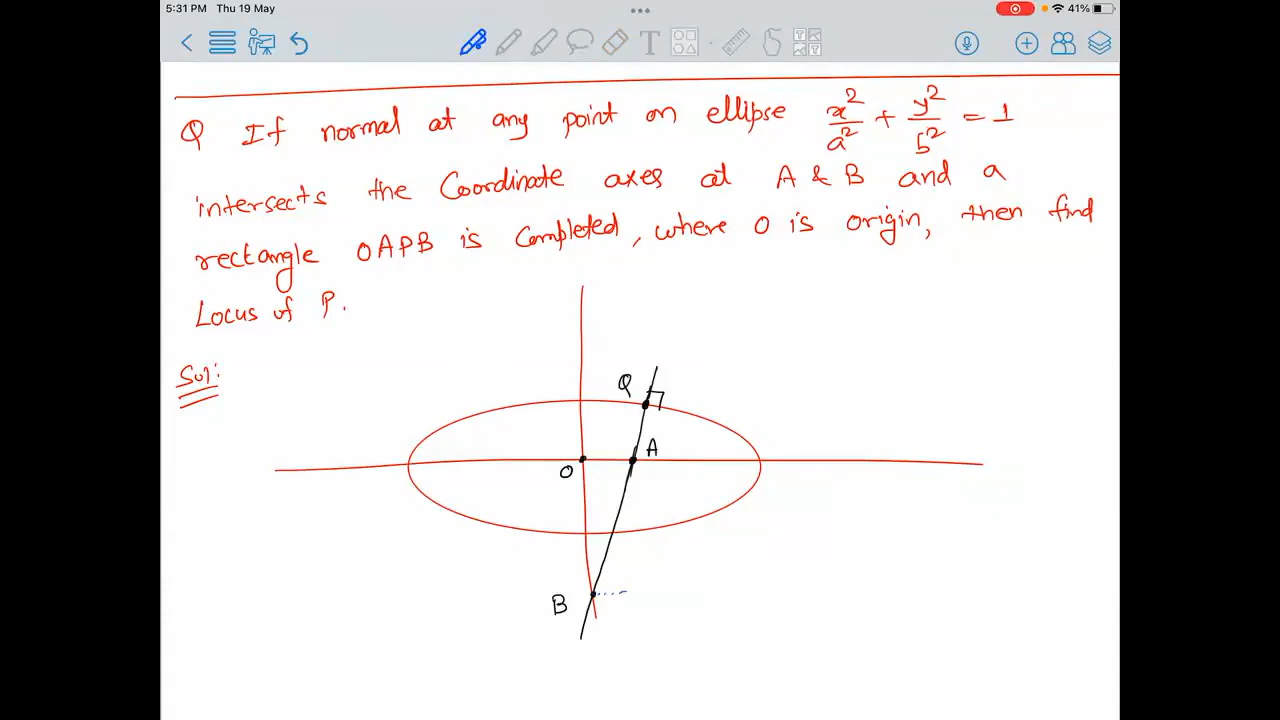 5:31 PM Thu 19 May
41%
Q If normal at any point on ellipse x²/a² + y²/b² = 1
intersects the Coordinate axes at A & B and a
rectangle OAPB is Completed, where O is origin, then find
Locus of P.
Sol:
Q
A
O
B